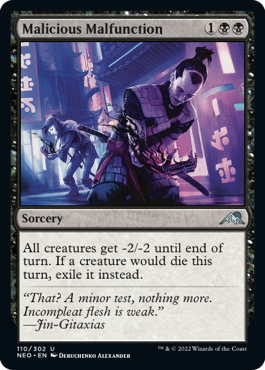 Malicious Malfunction 1
Sorcery
All creatures get -2/-2 until end of
turn. If a creature would die this
turn, exile it instead.
"That? A minor test, nothing more.
Incompleat flesh is weak."
—Jin-Gitaxias
110/302 U
NEO • EN Deruchenko Alexander
™ & © 2022 Wizards of the Coast